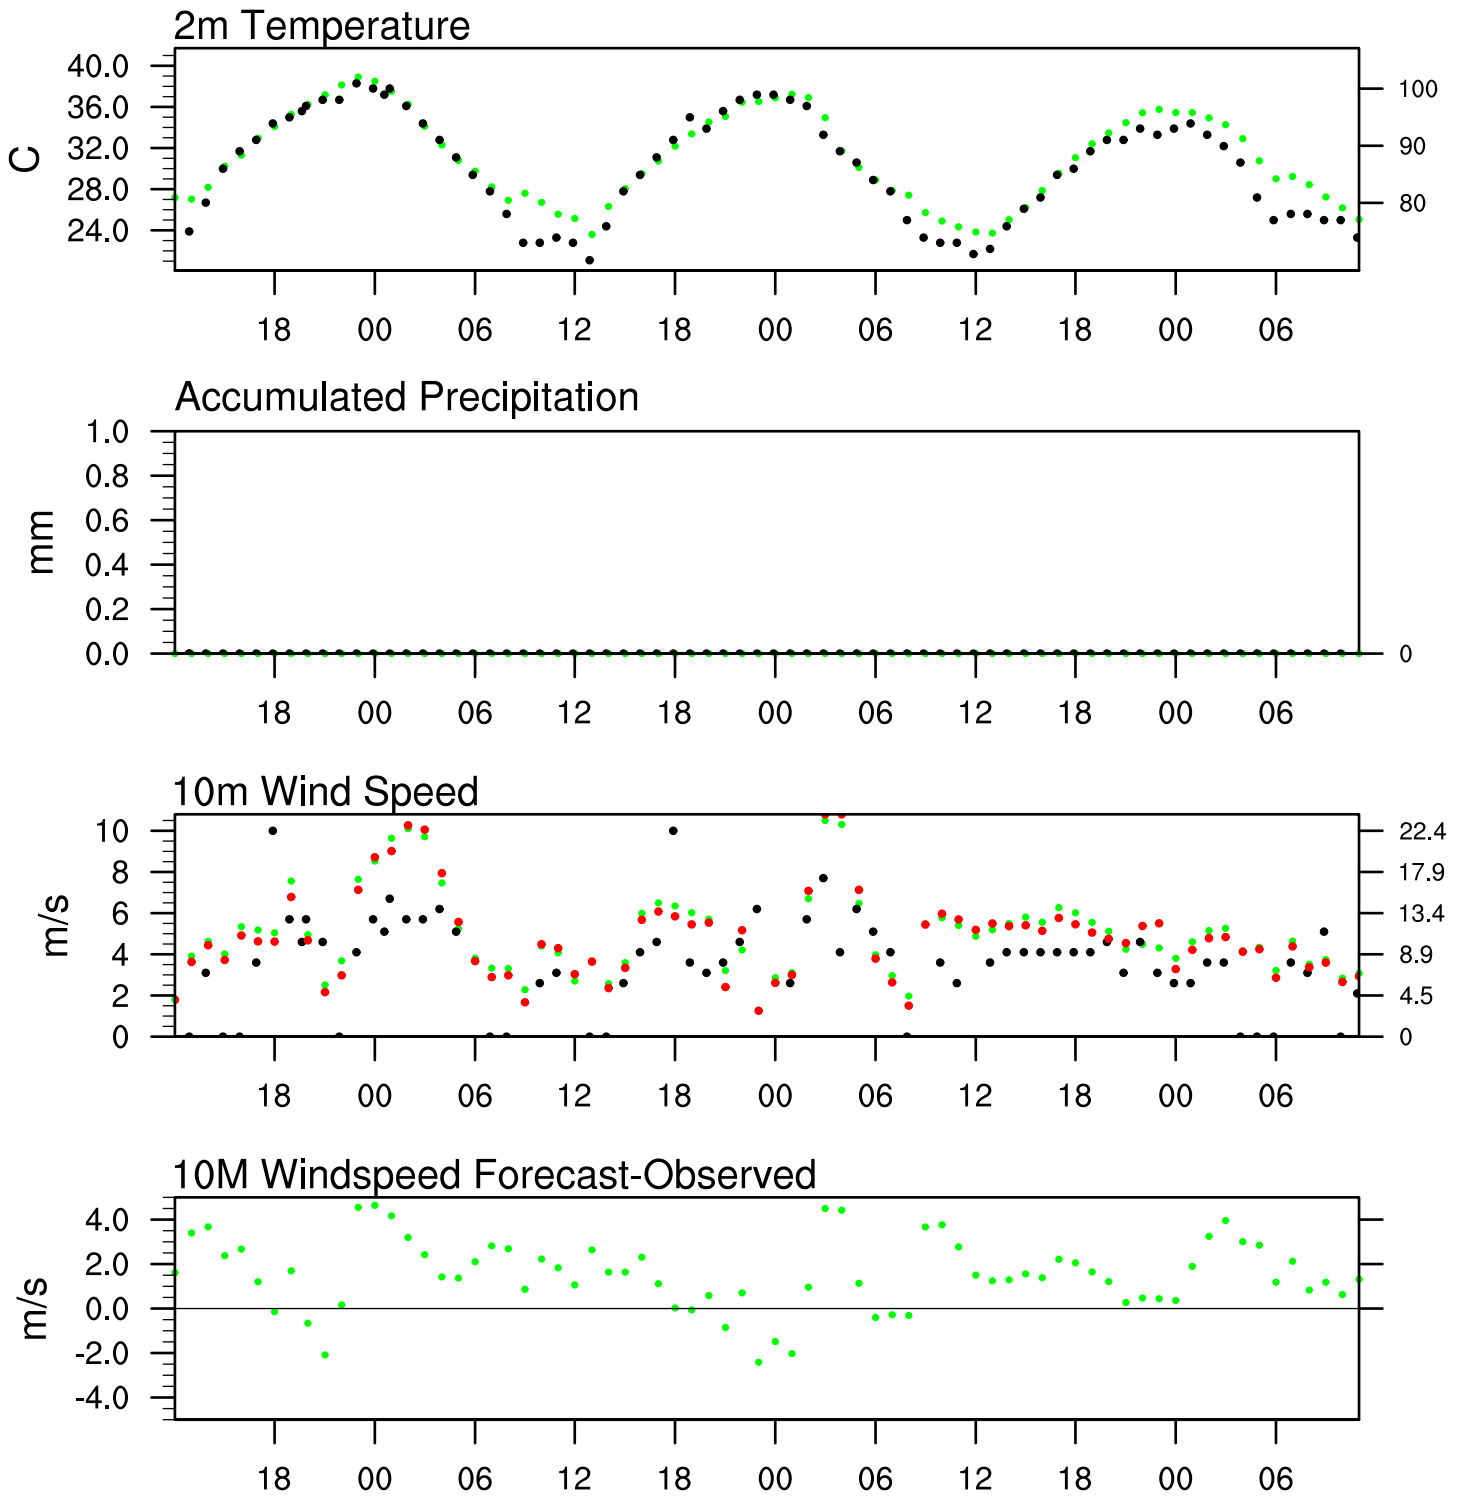 2m Temperature
40.0
36.0
32.0
28.0
24.0
C
100
90
80
18 00 06 12 18 00 06 12 18 00 06
Accumulated Precipitation
1.0
0.8
0.6
0.4
0.2
0.0
mm
0
18 00 06 12 18 00 06 12 18 00 06
10m Wind Speed
10
8
6
4
2
0
m/s
22.4
17.9
13.4
8.9
4.5
0
18 00 06 12 18 00 06 12 18 00 06
10M Windspeed Forecast-Observed
4.0
2.0
0.0
-2.0
-4.0
m/s
18 00 06 12 18 00 06 12 18 00 06